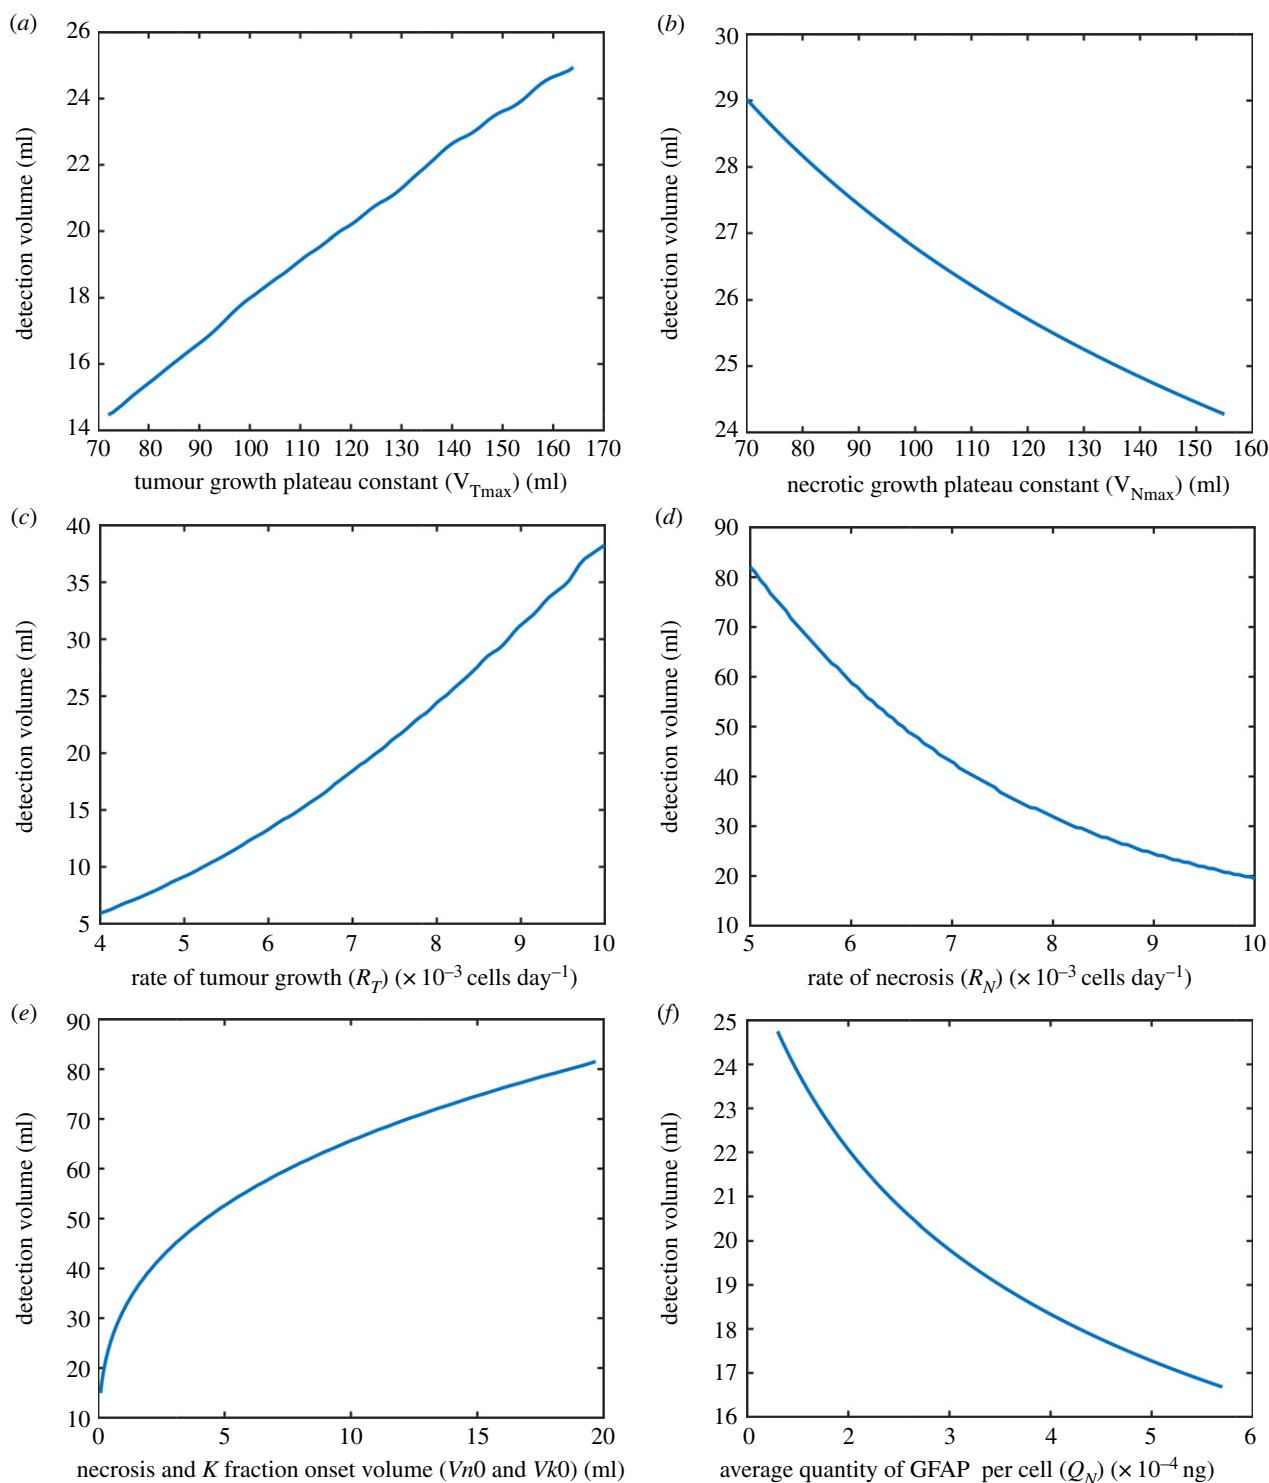 (a)
26
24
22
20
18
16
14
detection volume (ml)
70 80 90 100 110 120 130 140 150 160 170
tumour growth plateau constant (V_Tmax) (ml)
(b)
30
29
28
27
26
25
24
detection volume (ml)
70 80 90 100 110 120 130 140 150 160
necrotic growth plateau constant (V_Nmax) (ml)
(c)
40
35
30
25
20
15
10
5
detection volume (ml)
4 5 6 7 8 9 10
rate of tumour growth (R_T) (× 10⁻³ cells day⁻¹)
(d)
90
80
70
60
50
40
30
20
10
detection volume (ml)
5 6 7 8 9 10
rate of necrosis (R_N) (× 10⁻³ cells day⁻¹)
(e)
90
80
70
60
50
40
30
20
10
detection volume (ml)
0 5 10 15 20
necrosis and K fraction onset volume (Vn0 and Vk0) (ml)
(f)
25
24
23
22
21
20
19
18
17
16
detection volume (ml)
0 2 3 4 5 6
average quantity of GFAP per cell (Q_N) (× 10⁻⁴ ng)